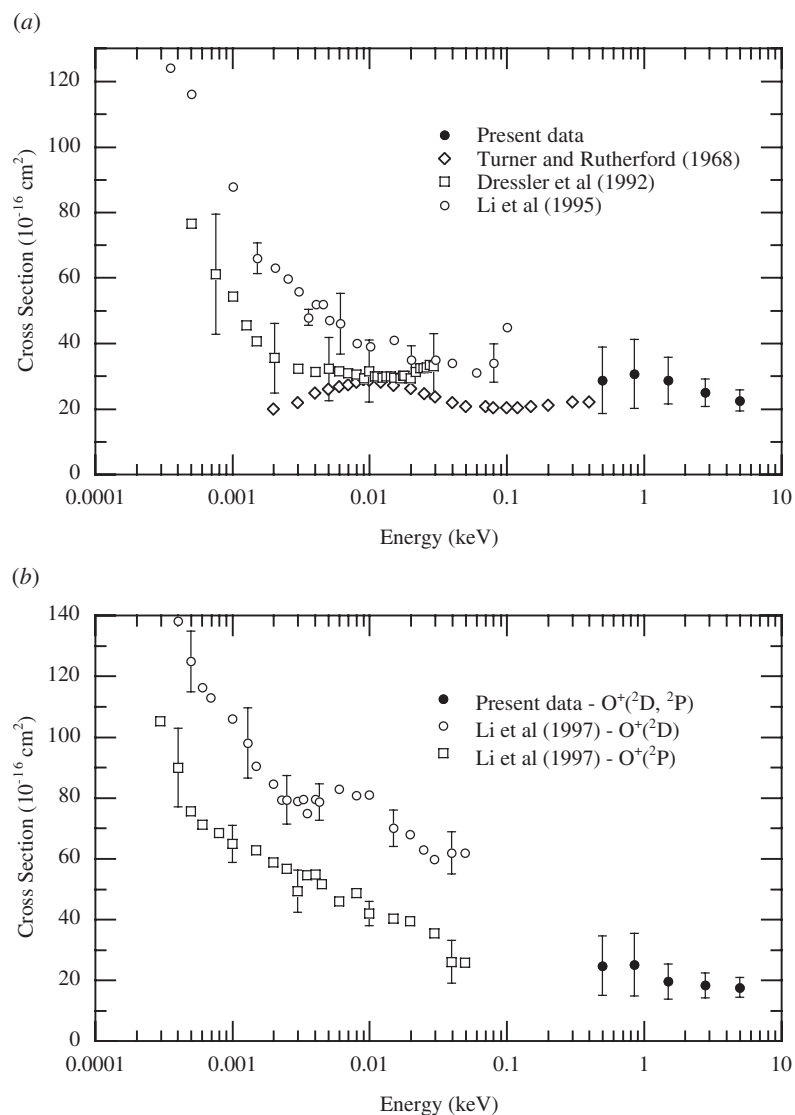 (a)
120
100
80
60
40
20
0
Cross Section (10⁻¹⁶ cm²)
Present data
Turner and Rutherford (1968)
Dressler et al (1992)
Li et al (1995)
0.0001 0.001 0.01 0.1 1 10
Energy (keV)
(b)
140
120
100
80
60
40
20
0
Cross Section (10⁻¹⁶ cm²)
Present data - O⁺(²D, ²P)
Li et al (1997) - O⁺(²D)
Li et al (1997) - O⁺(²P)
0.0001 0.001 0.01 0.1 1 10
Energy (keV)